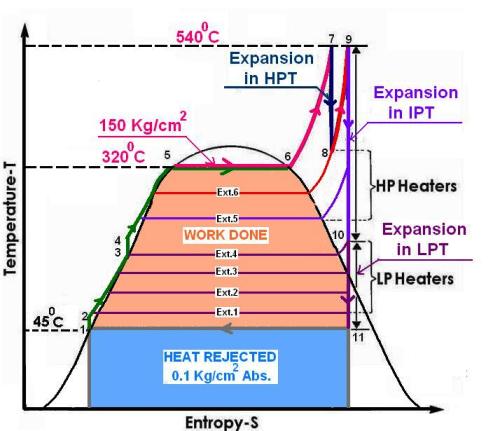 540⁰C
7
9
Expansion
in HPT
Expansion
in IPT
150 Kg/cm²
320⁰C
5
6
8
HP Heaters
Ext.6
Ext.5
WORK DONE
10
Expansion
in LPT
4
3
Ext.4
Ext.3
LP Heaters
Ext.2
Ext.1
45⁰C
2
1
11
HEAT REJECTED
0.1 Kg/cm² Abs.
Temperature-T
Entropy-S